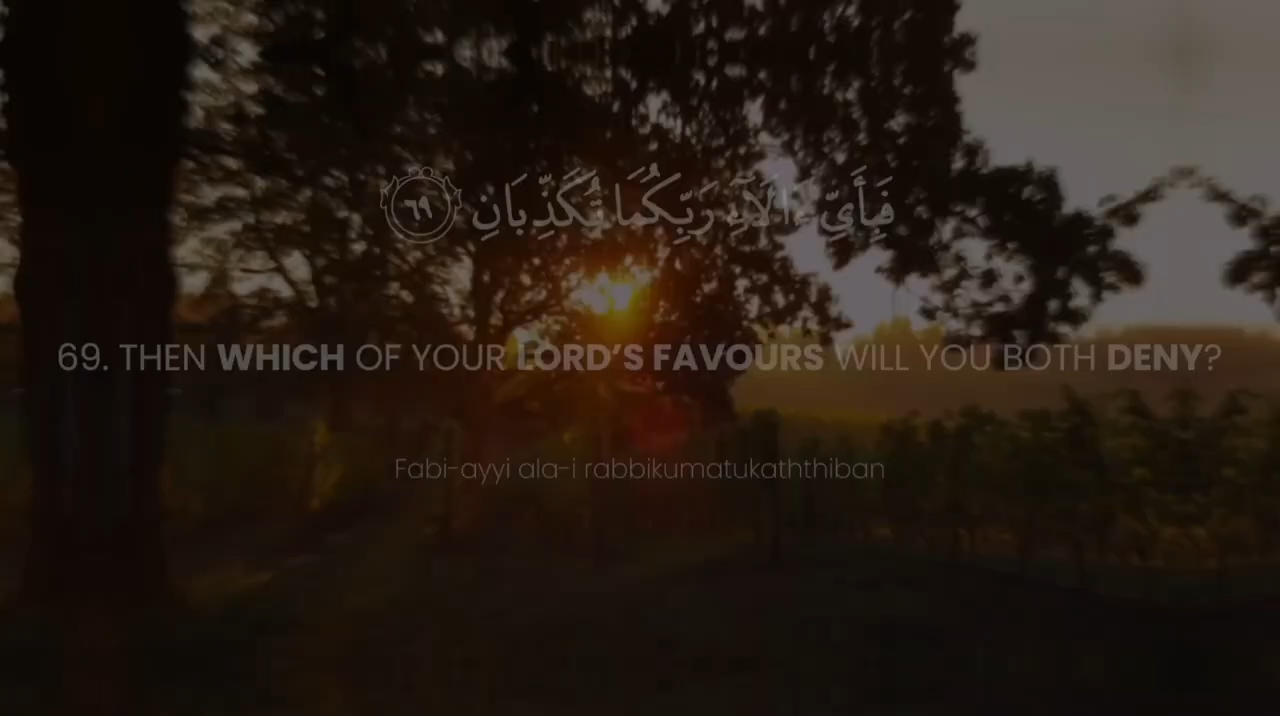 فَبِأَيِّ ءَالَآءِ رَبِّكُمَا تُكَذِّبَانِ ٦٩
69. THEN WHICH OF YOUR LORD’S FAVOURS WILL YOU BOTH DENY?
Fabi-ayyi ala-i rabbikumatukaththiban